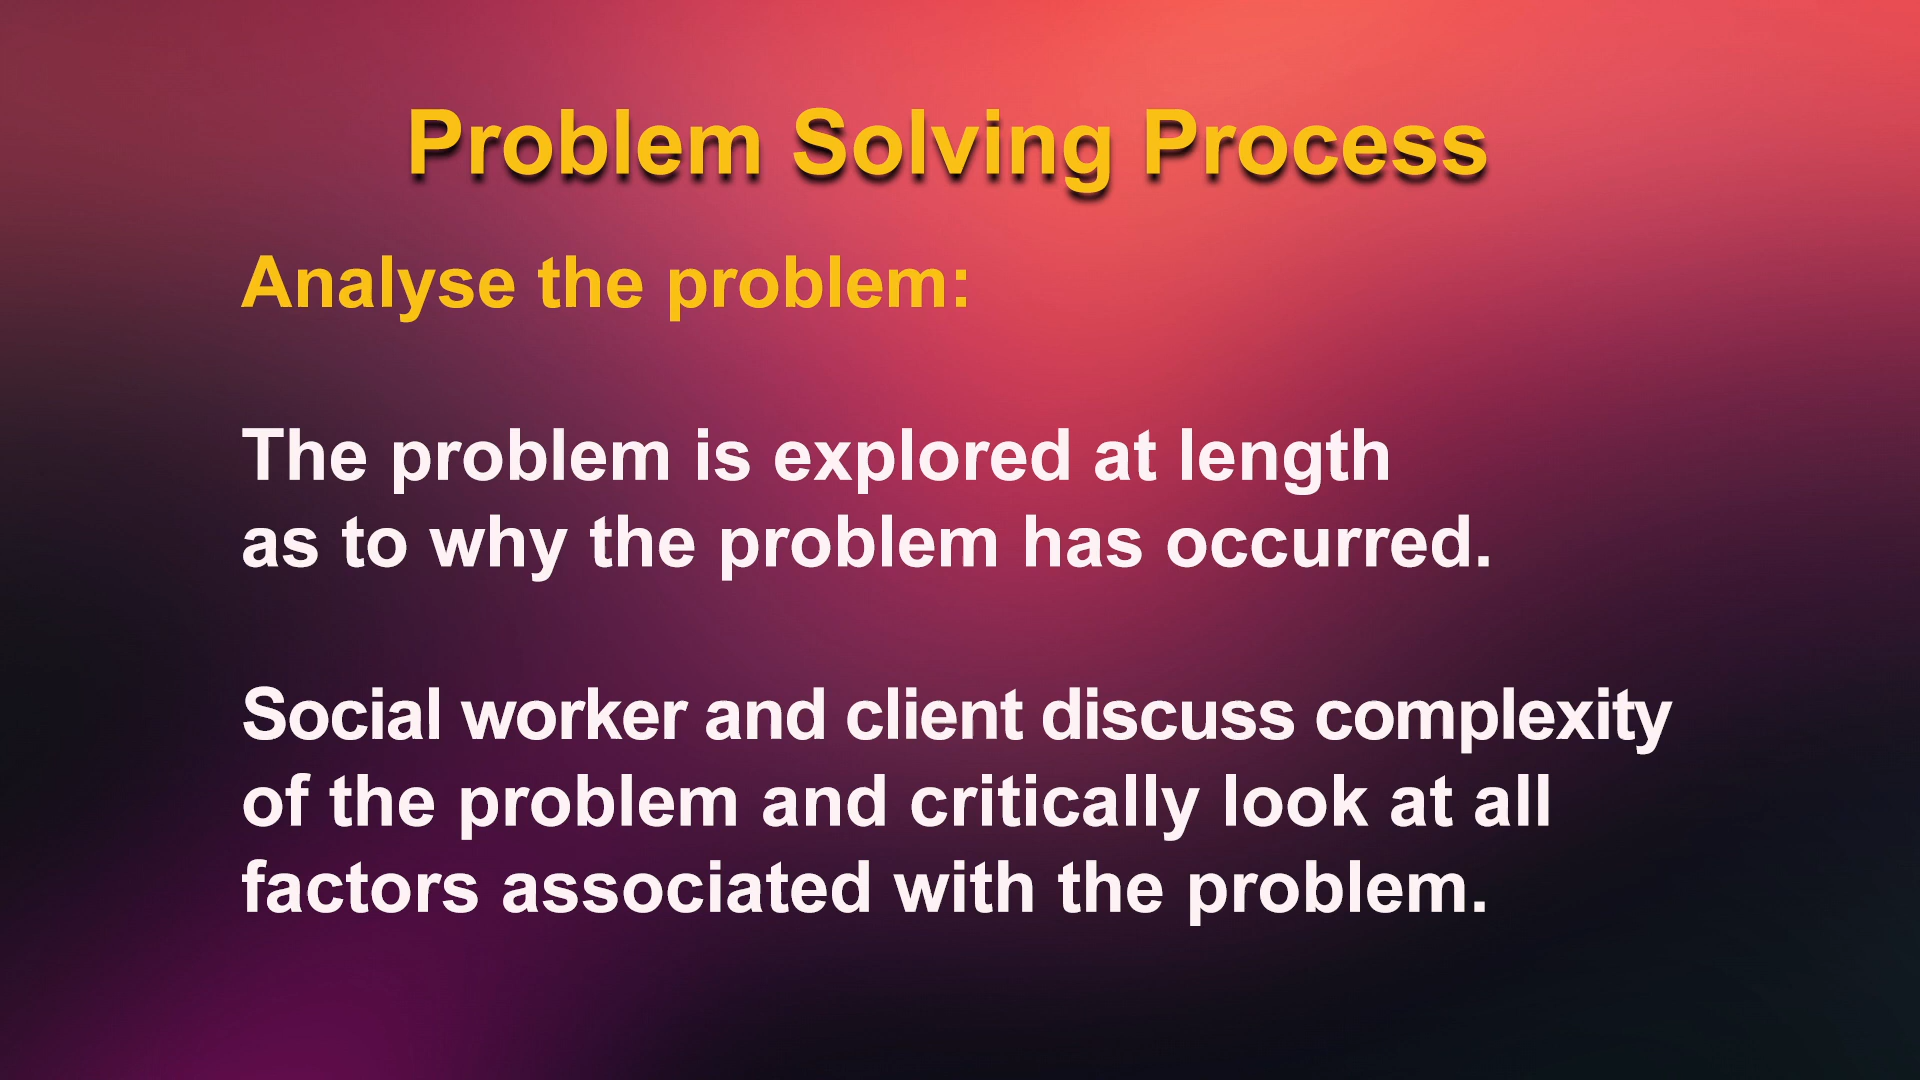 Problem Solving Process
Analyse the problem:
The problem is explored at length
as to why the problem has occurred.
Social worker and client discuss complexity
of the problem and critically look at all
factors associated with the problem.